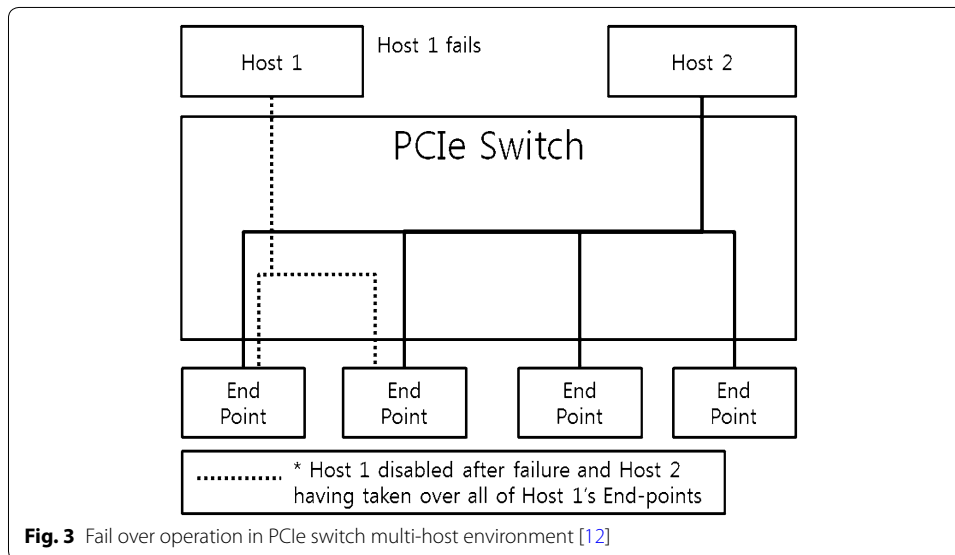 Host 1
Host 1 fails
Host 2
PCIe Switch
End
Point
End
Point
End
Point
End
Point
* Host 1 disabled after failure and Host 2
having taken over all of Host 1's End-points
Fig. 3 Fail over operation in PCIe switch multi-host environment [12]